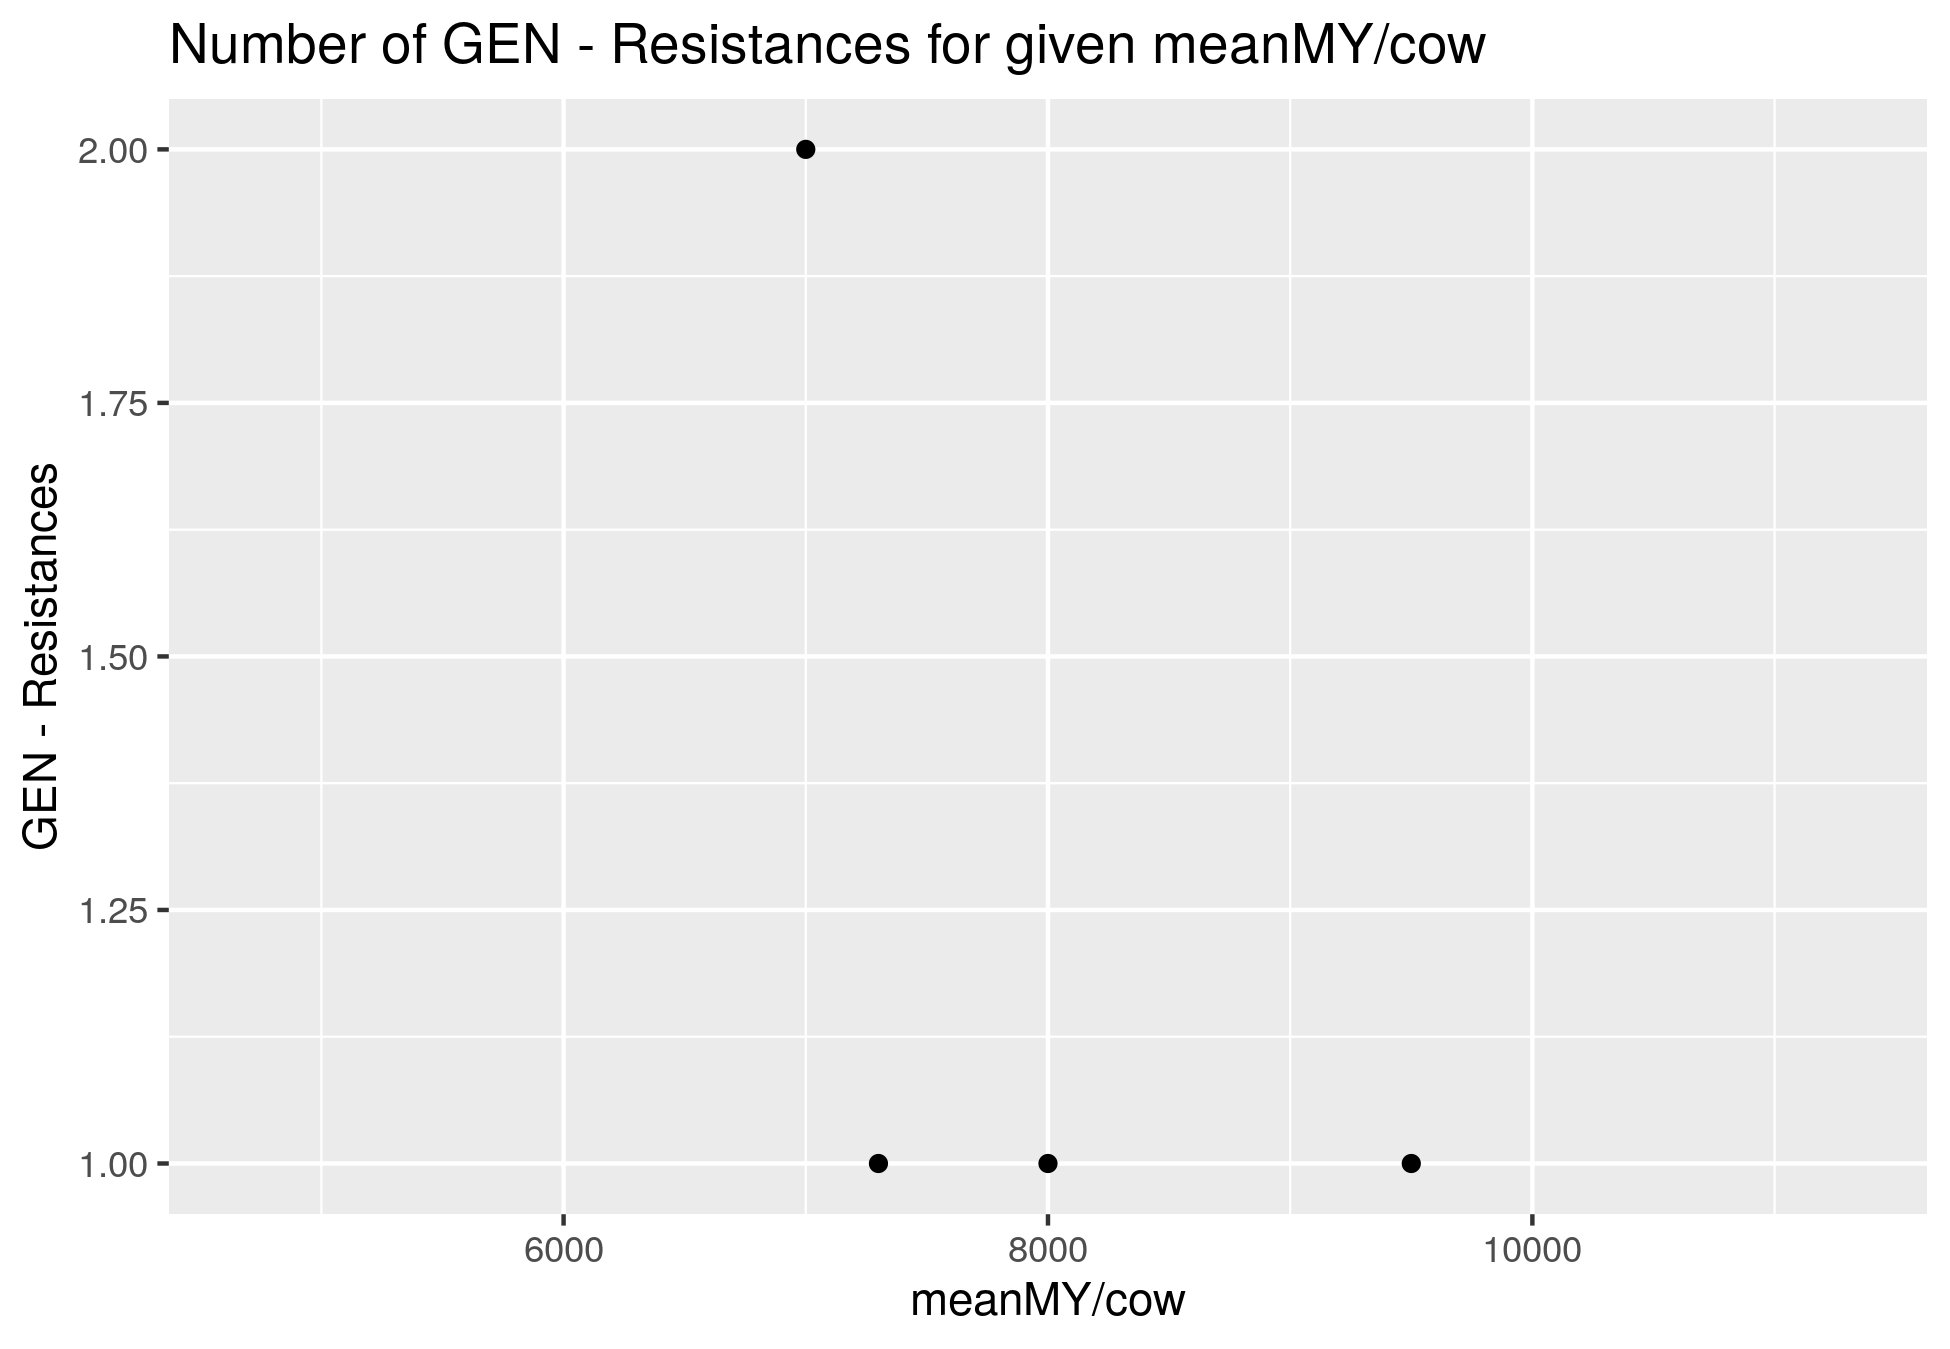 Number of GEN - Resistances for given meanMY/cow
GEN - Resistances
2.00
1.75
1.50
1.25
1.00
6000
8000
10000
meanMY/cow